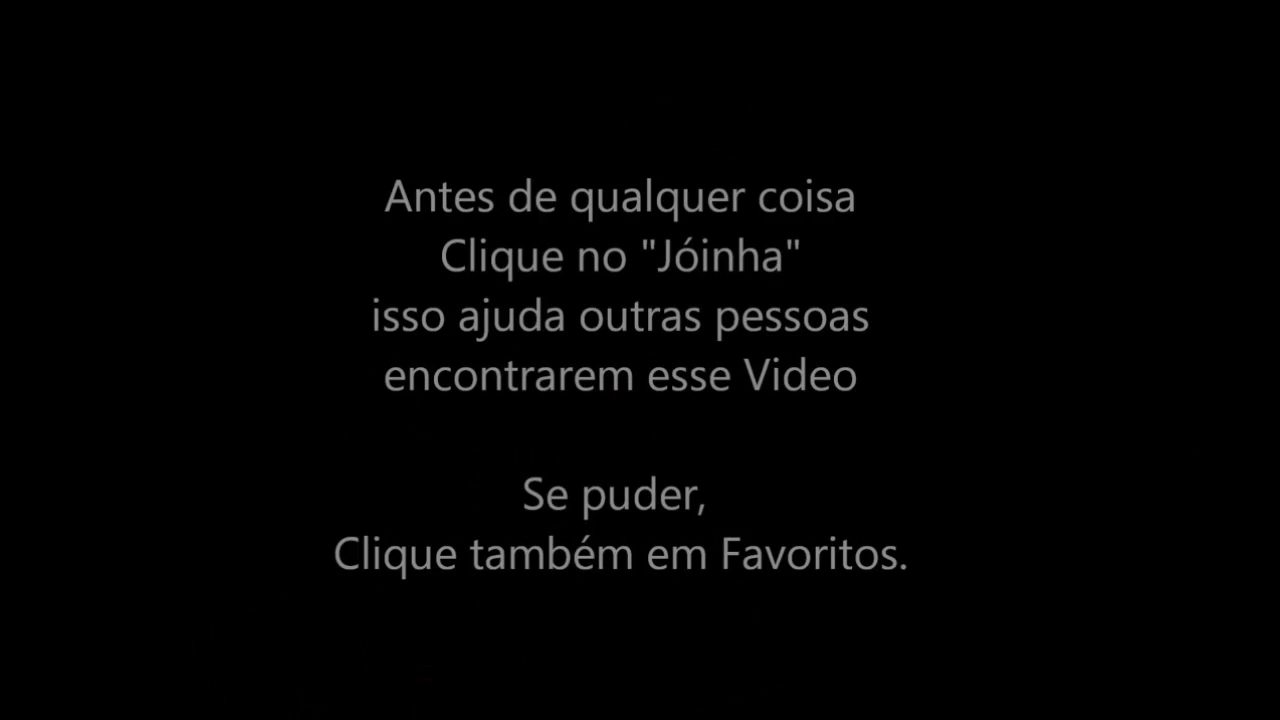 Antes de qualquer coisa
Clique no "Jóinha"
isso ajuda outras pessoas
encontrarem esse Video
Se puder,
Clique também em Favoritos.